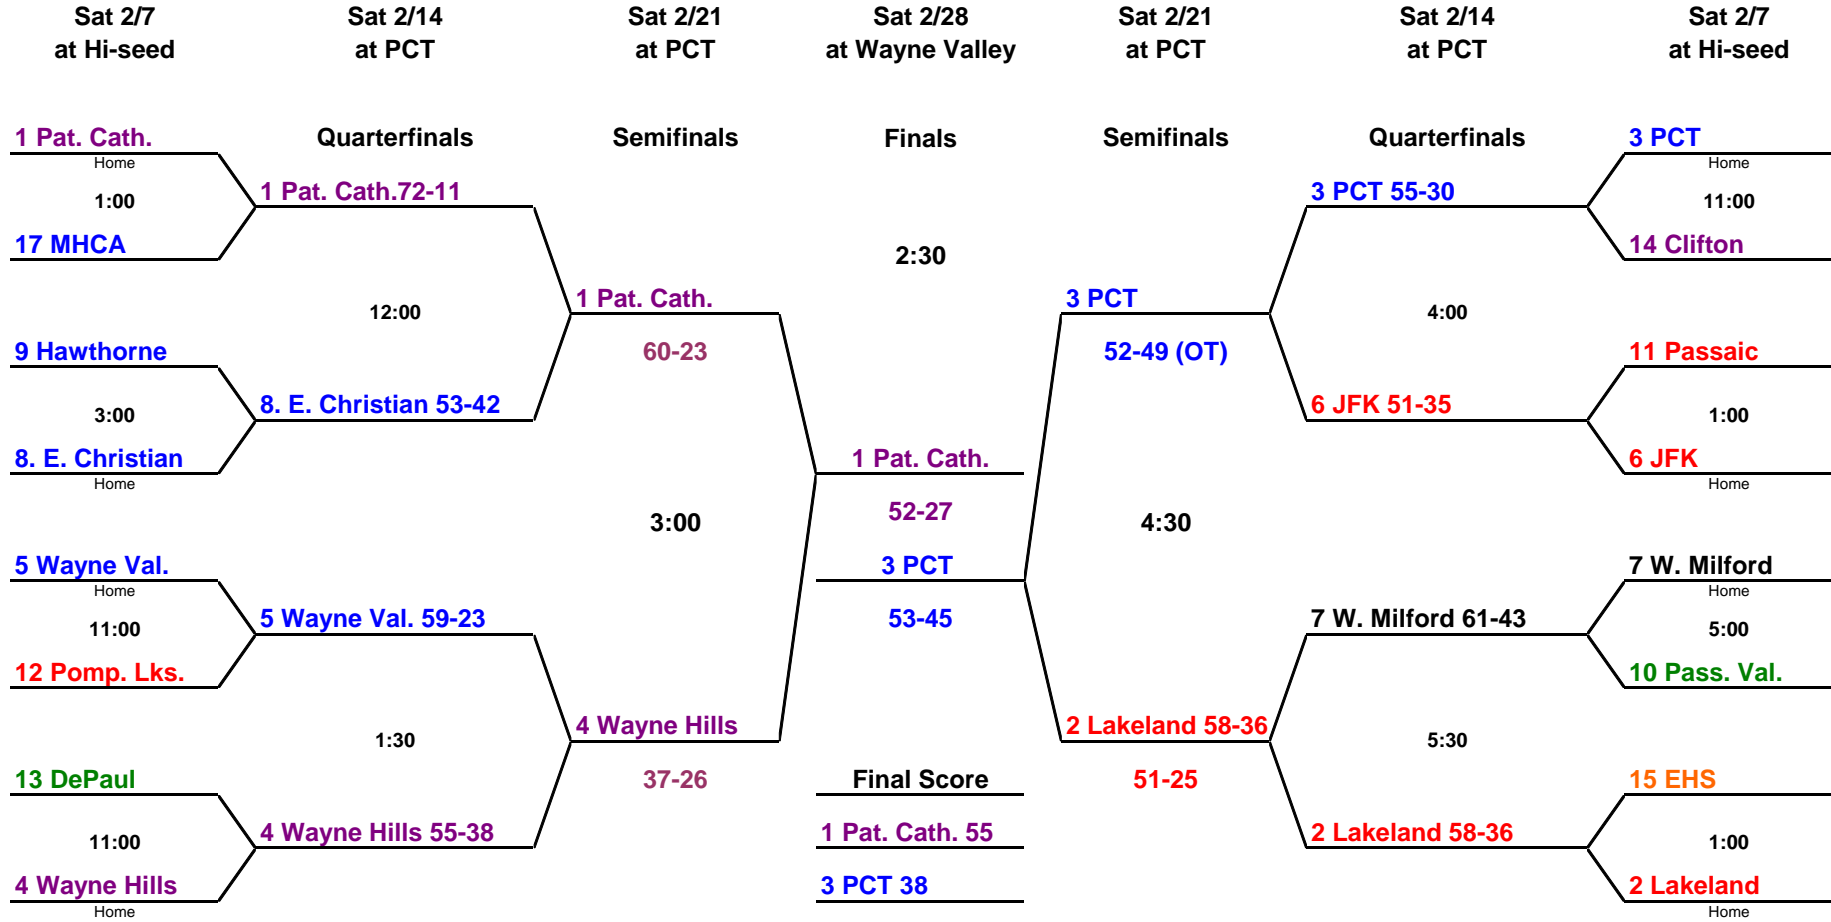 Sat 2/7
at Hi-seed
Sat 2/14
at PCT
Sat 2/21
at PCT
Sat 2/28
at Wayne Valley
Sat 2/21
at PCT
Sat 2/14
at PCT
Sat 2/7
at Hi-seed
1 Pat. Cath.
Home
1:00
17 MHCA
9 Hawthorne
3:00
8. E. Christian
Home
5 Wayne Val.
Home
11:00
12 Pomp. Lks.
13 DePaul
11:00
4 Wayne Hills
Home
Quarterfinals
1 Pat. Cath.72-11
12:00
8. E. Christian 53-42
5 Wayne Val. 59-23
1:30
4 Wayne Hills 55-38
Semifinals
1 Pat. Cath.
60-23
3:00
4 Wayne Hills
37-26
Finals
2:30
1 Pat. Cath.
52-27
3 PCT
53-45
Final Score
1 Pat. Cath. 55
3 PCT 38
Semifinals
3 PCT
52-49 (OT)
4:30
2 Lakeland 58-36
51-25
Quarterfinals
3 PCT 55-30
4:00
6 JFK 51-35
7 W. Milford 61-43
5:30
2 Lakeland 58-36
3 PCT
Home
11:00
14 Clifton
11 Passaic
1:00
6 JFK
Home
7 W. Milford
Home
5:00
10 Pass. Val.
15 EHS
1:00
2 Lakeland
Home